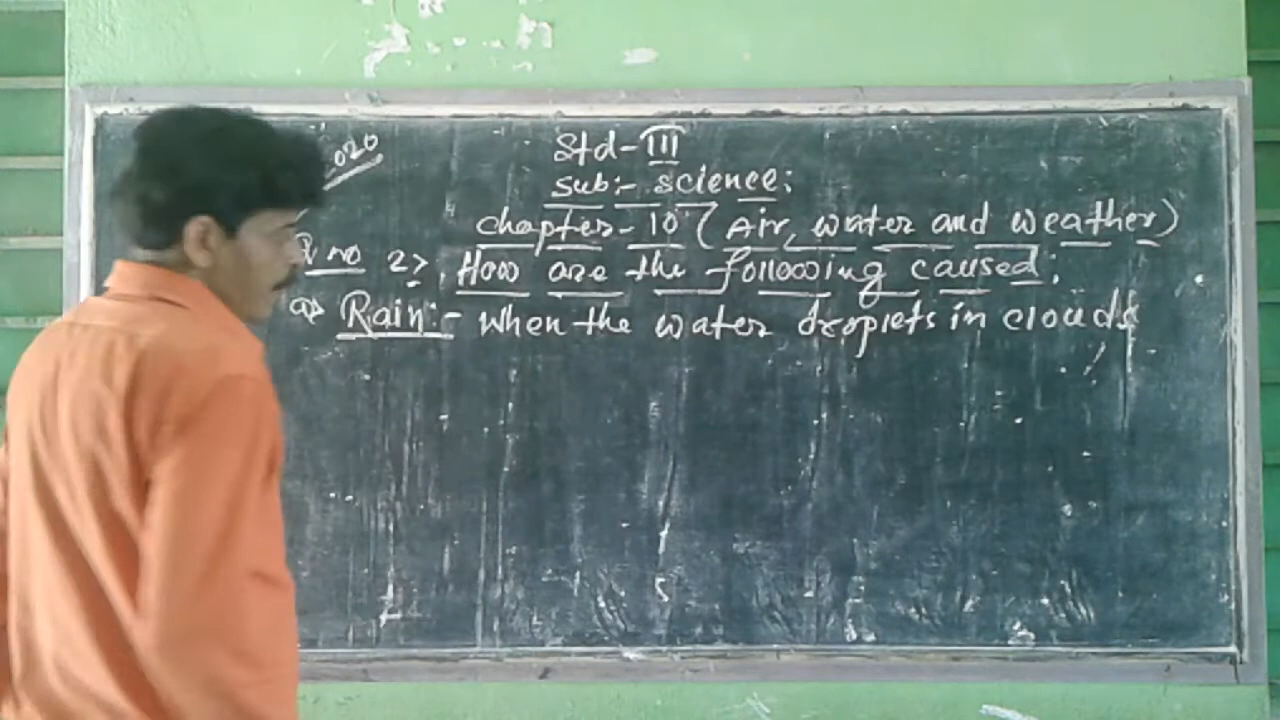 Std-III
Sub:- science:
chapter-10 (Air, water and weather)
Q no 2>. How are the following caused:
a> Rain:- when the water droplets in clouds